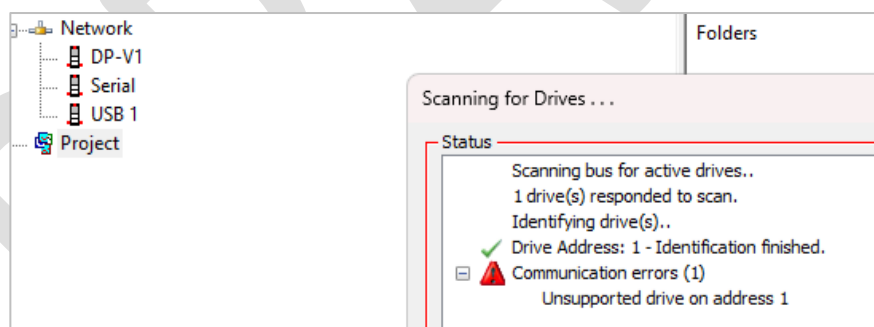 Network
DP-V1
Serial
USB 1
Project
Folders
Scanning for Drives . . .
Status
Scanning bus for active drives..
1 drive(s) responded to scan.
Identifying drive(s)..
Drive Address: 1 - Identification finished.
Communication errors (1)
Unsupported drive on address 1